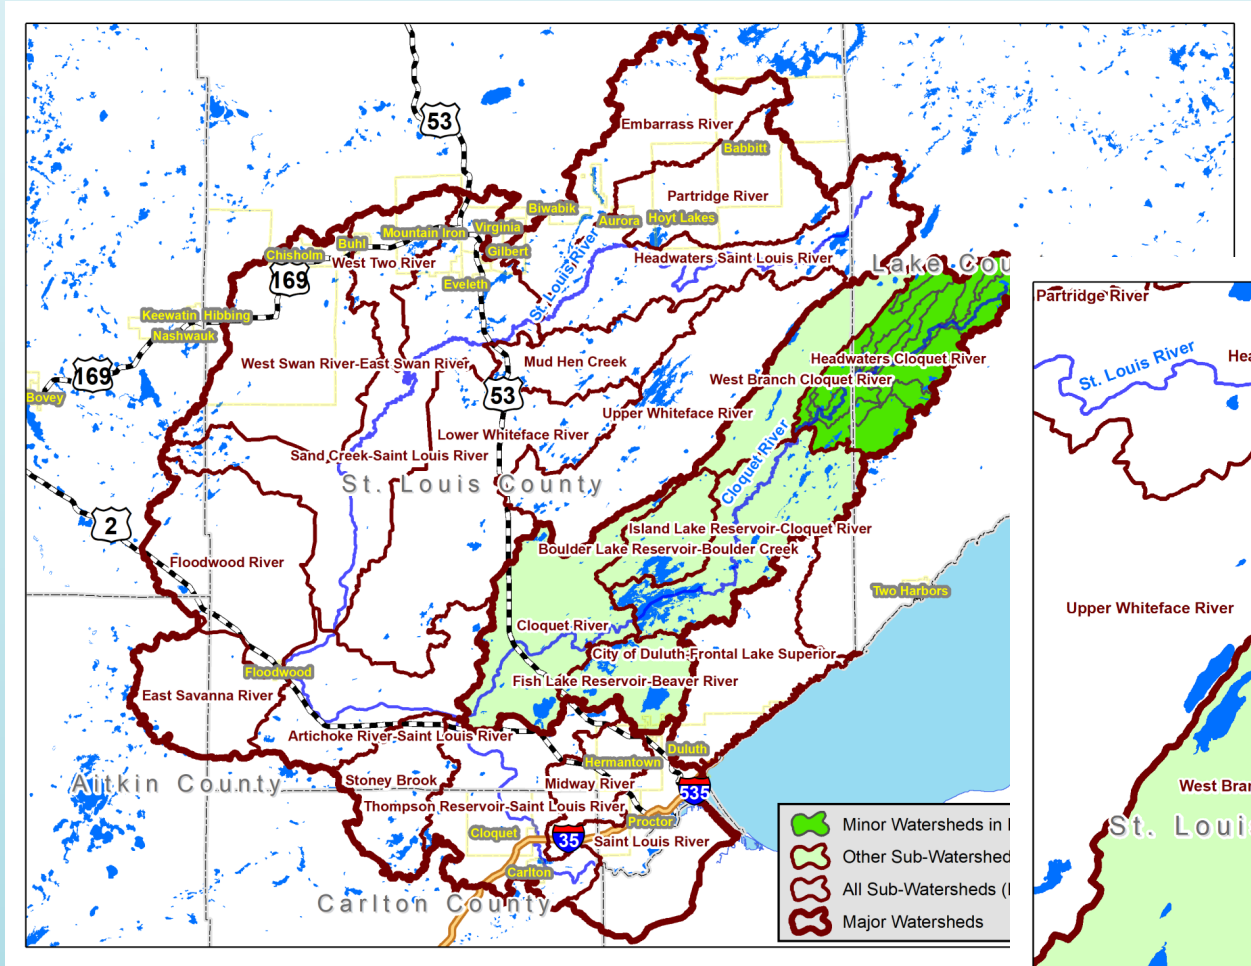 53
Embarrass River
Babbitt
Partridge River
Biwabik
Aurora
Hoyt Lakes
Mountain Iron
Virginia
Buhl
Chisholm
West Two River
Gilbert
Headwaters Saint Louis River
Lake Cou
169
Eveleth
St. Louis River
Keewatin
Hibbing
Nashwauk
West Swan River-East Swan River
Mud Hen Creek
Headwaters Cloquet River
169
53
West Branch Cloquet River
Bovey
Upper Whiteface River
Lower Whiteface River
Sand Creek-Saint Louis River
Cloquet River
St. Louis County
2
Island Lake Reservoir-Cloquet River
Boulder Lake Reservoir-Boulder Creek
Floodwood River
Two Harbors
Cloquet River
City of Duluth-Frontal Lake Superior
Floodwood
Fish Lake Reservoir-Beaver River
East Savanna River
Artichoke River-Saint Louis River
Duluth
Hermantown
Aitkin County
Stoney Brook
Midway River
535
Thompson Reservoir-Saint Louis River
Proctor
Cloquet
35
Saint Louis River
Carlton
Carlton County
Minor Watersheds in
Other Sub-Watershed
All Sub-Watersheds (
Major Watersheds
Partridge River
St. Louis River
Hea
Upper Whiteface River
West Bran
St. Louis